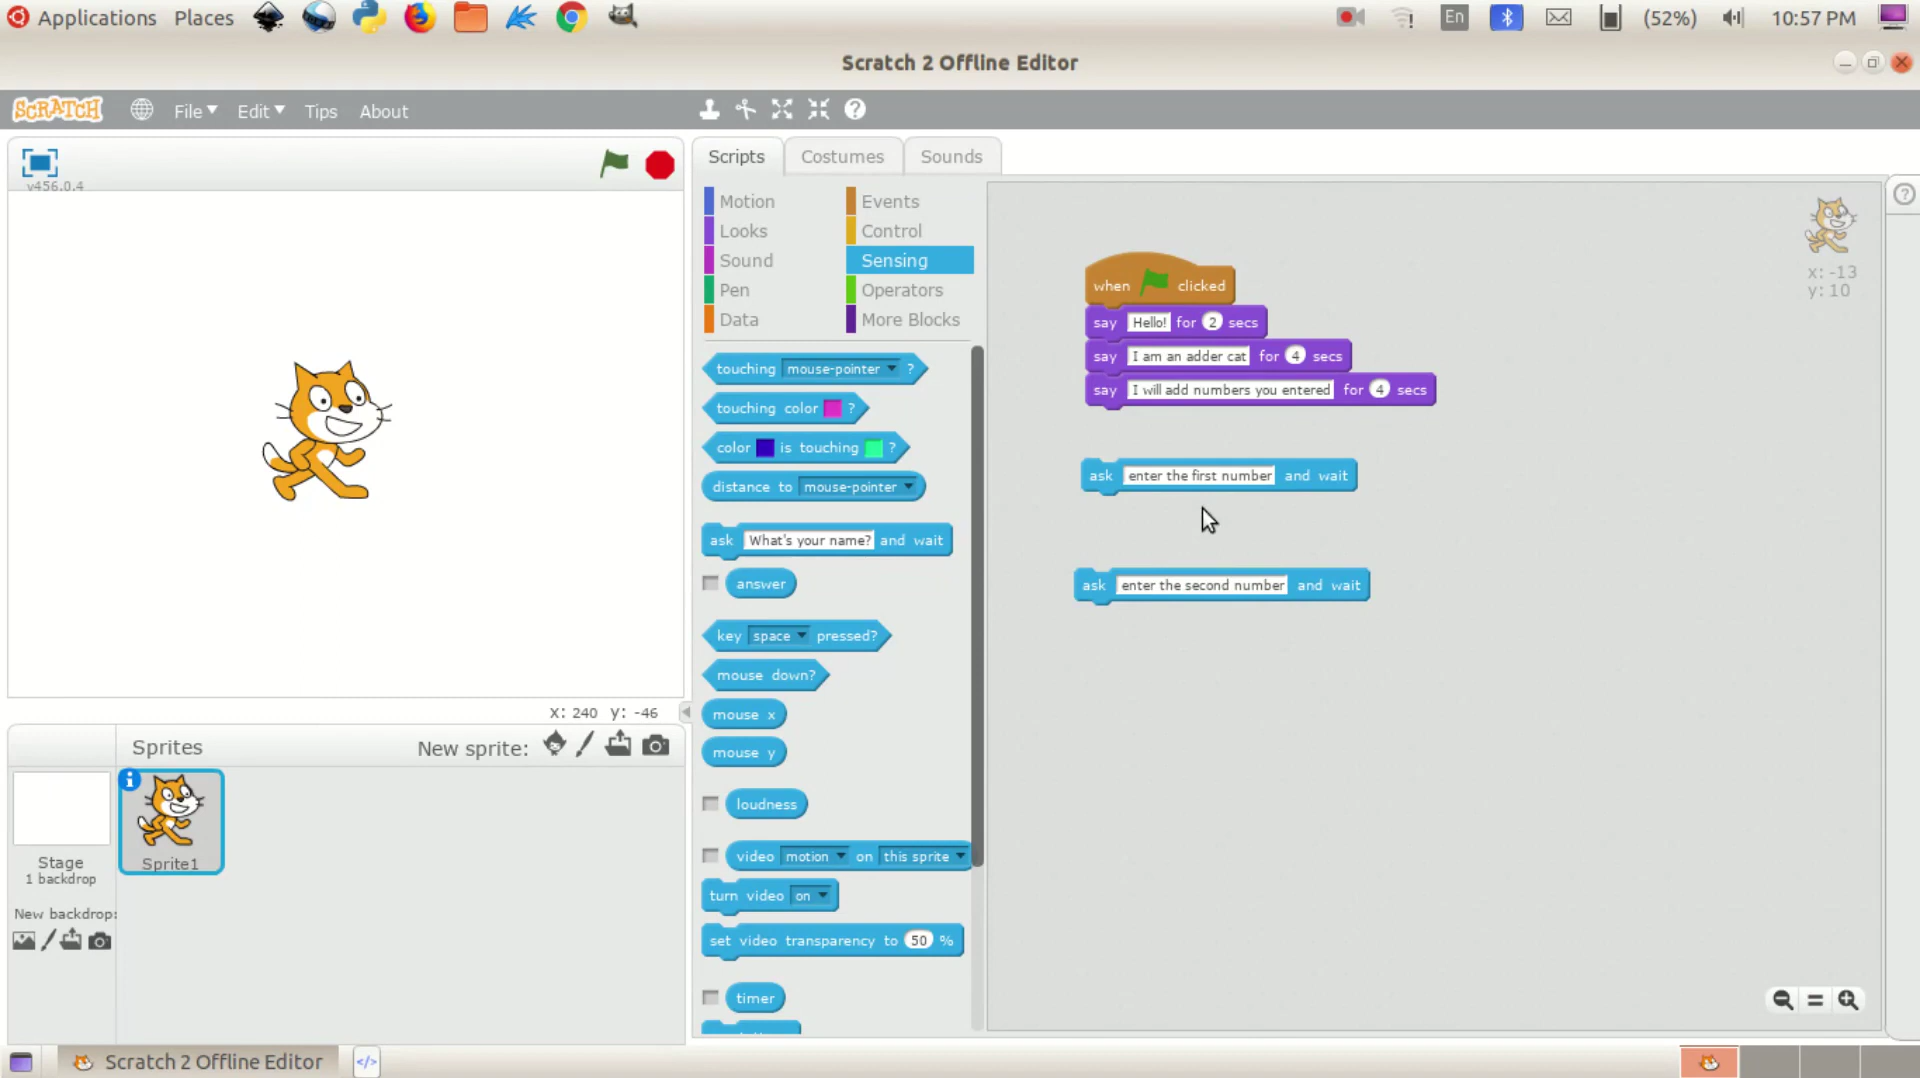 Applications Places En (52%) 10:57 PM
Scratch 2 Offline Editor
SCRATCH File Edit Tips About
v456.0.4
Scripts Costumes Sounds
Motion Events
Looks Control
Sound Sensing
Pen Operators
Data More Blocks
touching mouse-pointer ?
touching color ?
color is touching ?
distance to mouse-pointer
ask What's your name? and wait
answer
key space pressed?
mouse down?
mouse x
mouse y
loudness
video motion on this sprite
turn video on
set video transparency to 50 %
timer
when clicked
say Hello! for 2 secs
say I am an adder cat for 4 secs
say I will add numbers you entered for 4 secs
ask enter the first number and wait
ask enter the second number and wait
x: -13
y: 10
x: 240 y: -46
Sprites New sprite:
Sprite1
Stage
1 backdrop
New backdrop:
Scratch 2 Offline Editor </>